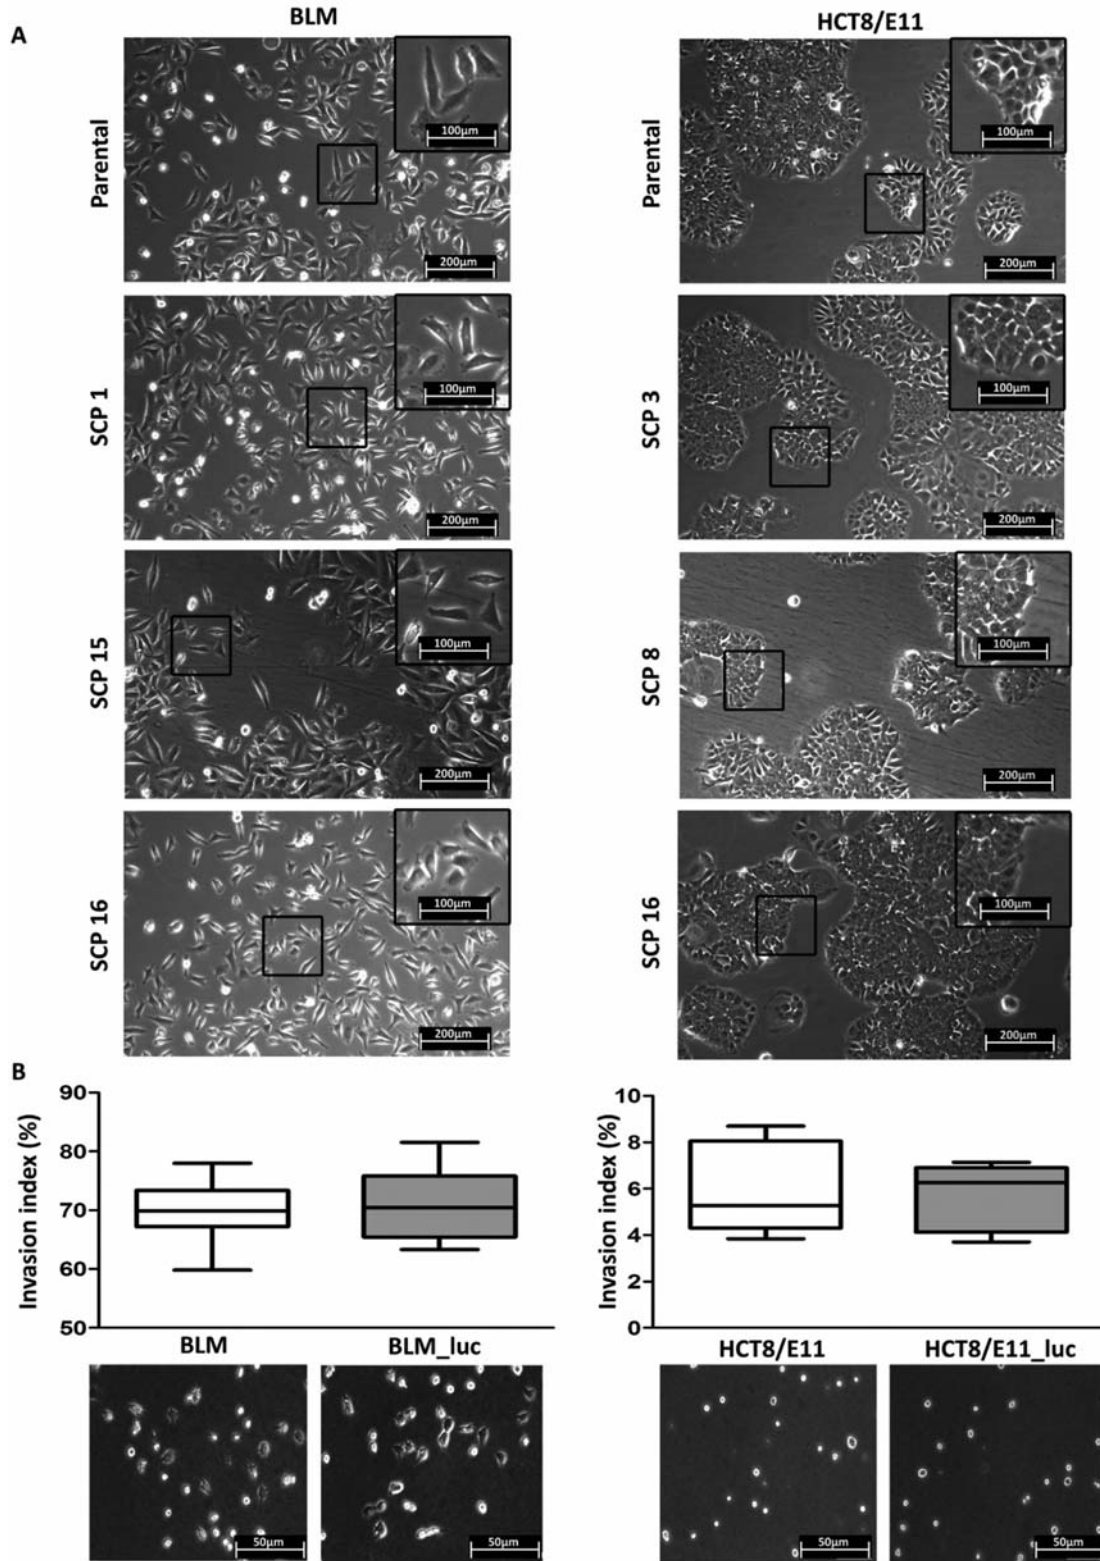 BLM HCT8/E11
A
Parental
100µm
200µm
Parental
100µm
200µm
SCP 1
100µm
200µm
SCP 3
100µm
200µm
SCP 15
100µm
200µm
SCP 8
100µm
200µm
SCP 16
100µm
200µm
SCP 16
100µm
200µm
B
Invasion index (%)
90
80
70
60
50
BLM BLM_luc
50µm 50µm
Invasion index (%)
10
8
6
4
2
0
HCT8/E11 HCT8/E11_luc
50µm 50µm